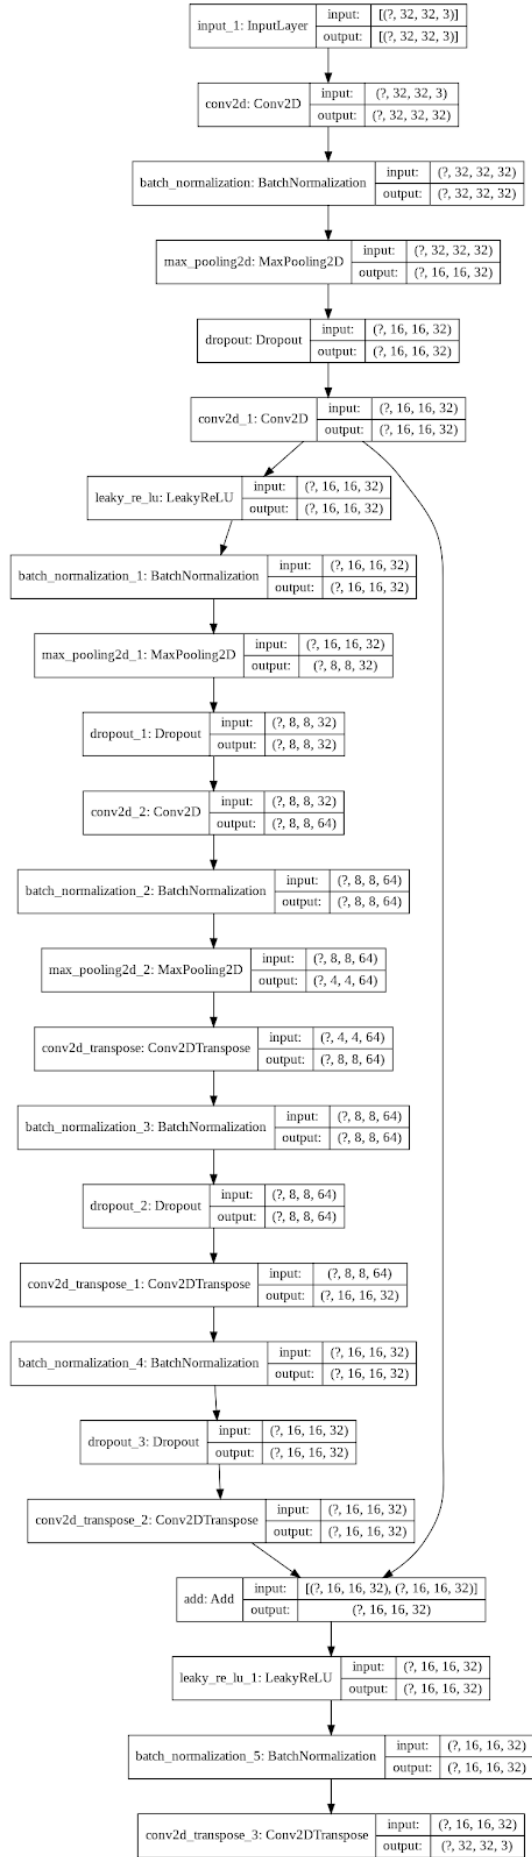 input_1: InputLayer
input: [(?, 32, 32, 3)]
output: [(?, 32, 32, 3)]
conv2d: Conv2D
input: (?, 32, 32, 3)
output: (?, 32, 32, 32)
batch_normalization: BatchNormalization
input: (?, 32, 32, 32)
output: (?, 32, 32, 32)
max_pooling2d: MaxPooling2D
input: (?, 32, 32, 32)
output: (?, 16, 16, 32)
dropout: Dropout
input: (?, 16, 16, 32)
output: (?, 16, 16, 32)
conv2d_1: Conv2D
input: (?, 16, 16, 32)
output: (?, 16, 16, 32)
leaky_re_lu: LeakyReLU
input: (?, 16, 16, 32)
output: (?, 16, 16, 32)
batch_normalization_1: BatchNormalization
input: (?, 16, 16, 32)
output: (?, 16, 16, 32)
max_pooling2d_1: MaxPooling2D
input: (?, 16, 16, 32)
output: (?, 8, 8, 32)
dropout_1: Dropout
input: (?, 8, 8, 32)
output: (?, 8, 8, 32)
conv2d_2: Conv2D
input: (?, 8, 8, 32)
output: (?, 8, 8, 64)
batch_normalization_2: BatchNormalization
input: (?, 8, 8, 64)
output: (?, 8, 8, 64)
max_pooling2d_2: MaxPooling2D
input: (?, 8, 8, 64)
output: (?, 4, 4, 64)
conv2d_transpose: Conv2DTranspose
input: (?, 4, 4, 64)
output: (?, 8, 8, 64)
batch_normalization_3: BatchNormalization
input: (?, 8, 8, 64)
output: (?, 8, 8, 64)
dropout_2: Dropout
input: (?, 8, 8, 64)
output: (?, 8, 8, 64)
conv2d_transpose_1: Conv2DTranspose
input: (?, 8, 8, 64)
output: (?, 16, 16, 32)
batch_normalization_4: BatchNormalization
input: (?, 16, 16, 32)
output: (?, 16, 16, 32)
dropout_3: Dropout
input: (?, 16, 16, 32)
output: (?, 16, 16, 32)
conv2d_transpose_2: Conv2DTranspose
input: (?, 16, 16, 32)
output: (?, 16, 16, 32)
add: Add
input: [(?, 16, 16, 32), (?, 16, 16, 32)]
output: (?, 16, 16, 32)
leaky_re_lu_1: LeakyReLU
input: (?, 16, 16, 32)
output: (?, 16, 16, 32)
batch_normalization_5: BatchNormalization
input: (?, 16, 16, 32)
output: (?, 16, 16, 32)
conv2d_transpose_3: Conv2DTranspose
input: (?, 16, 16, 32)
output: (?, 32, 32, 3)